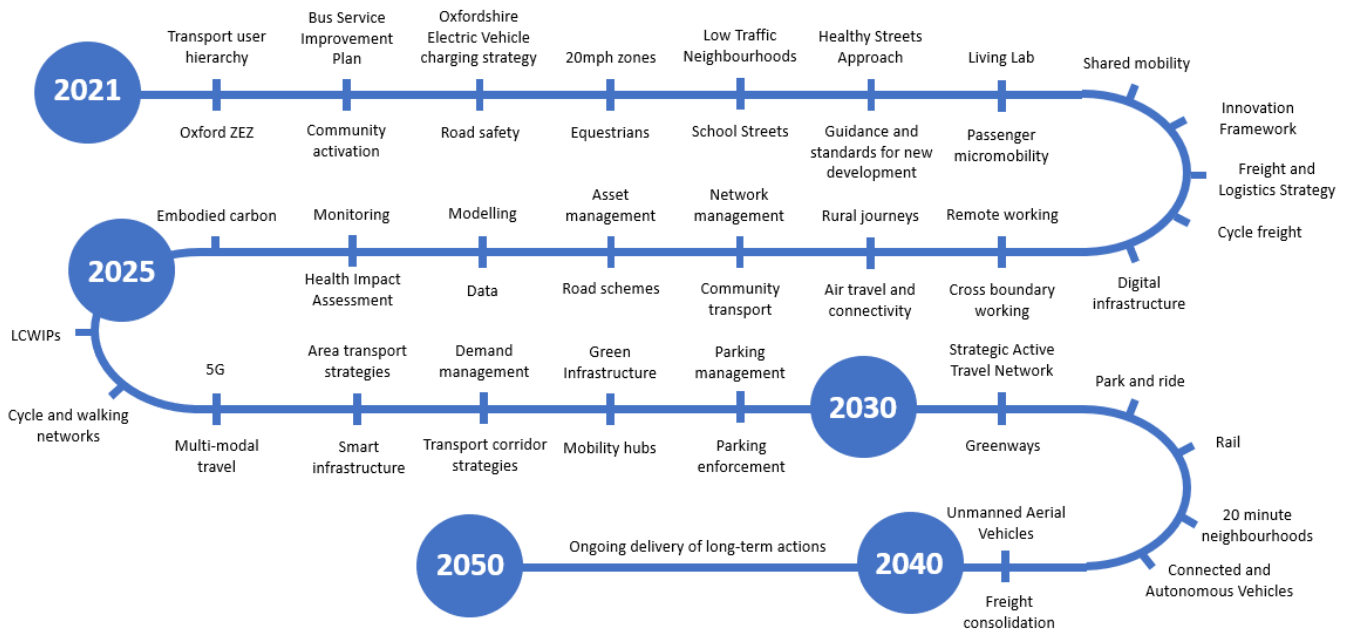 2021
Transport user
hierarchy
Oxford ZEZ
Bus Service
Improvement
Plan
Community
activation
Oxfordshire
Electric Vehicle
charging strategy
Road safety
20mph zones
Equestrians
Low Traffic
Neighbourhoods
School Streets
Healthy Streets
Approach
Guidance and
standards for new
development
Living Lab
Passenger
micromobility
Shared mobility
Innovation
Framework
Freight and
Logistics Strategy
Cycle freight
Digital
infrastructure
Remote working
Cross boundary
working
Rural journeys
Air travel and
connectivity
Network
management
Community
transport
Asset
management
Road schemes
Modelling
Data
Monitoring
Health Impact
Assessment
Embodied carbon
2025
LCWIPs
Cycle and walking
networks
5G
Multi-modal
travel
Area transport
strategies
Smart
infrastructure
Demand
management
Transport corridor
strategies
Green
Infrastructure
Mobility hubs
Parking
management
Parking
enforcement
2030
Strategic Active
Travel Network
Greenways
Park and ride
Rail
20 minute
neighbourhoods
Connected and
Autonomous Vehicles
Unmanned Aerial
Vehicles
Freight
consolidation
2040
Ongoing delivery of long-term actions
2050